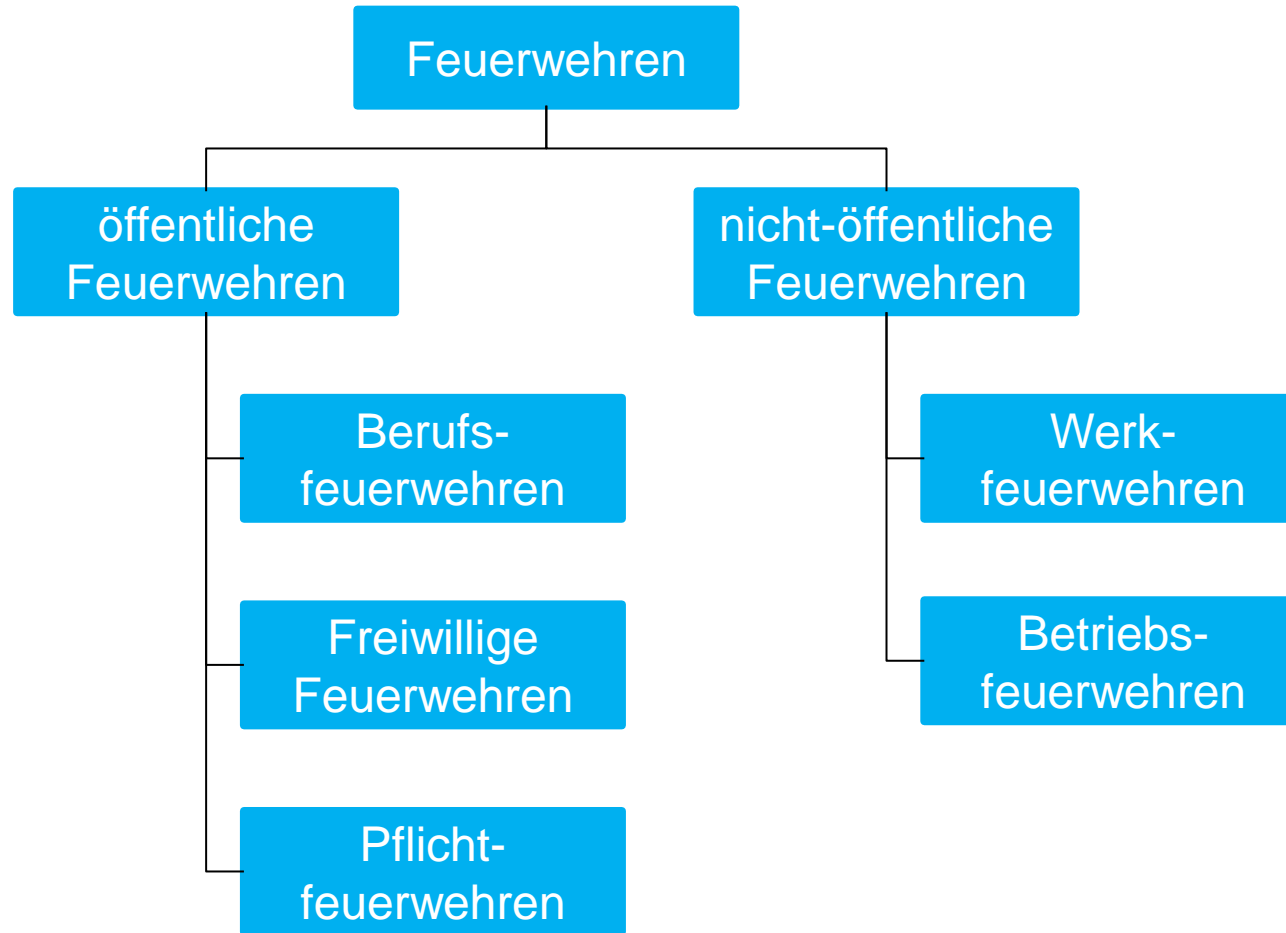 Feuerwehren
öffentliche
Feuerwehren
nicht-öffentliche
Feuerwehren
Berufs-
feuerwehren
Freiwillige
Feuerwehren
Pflicht-
feuerwehren
Werk-
feuerwehren
Betriebs-
feuerwehren